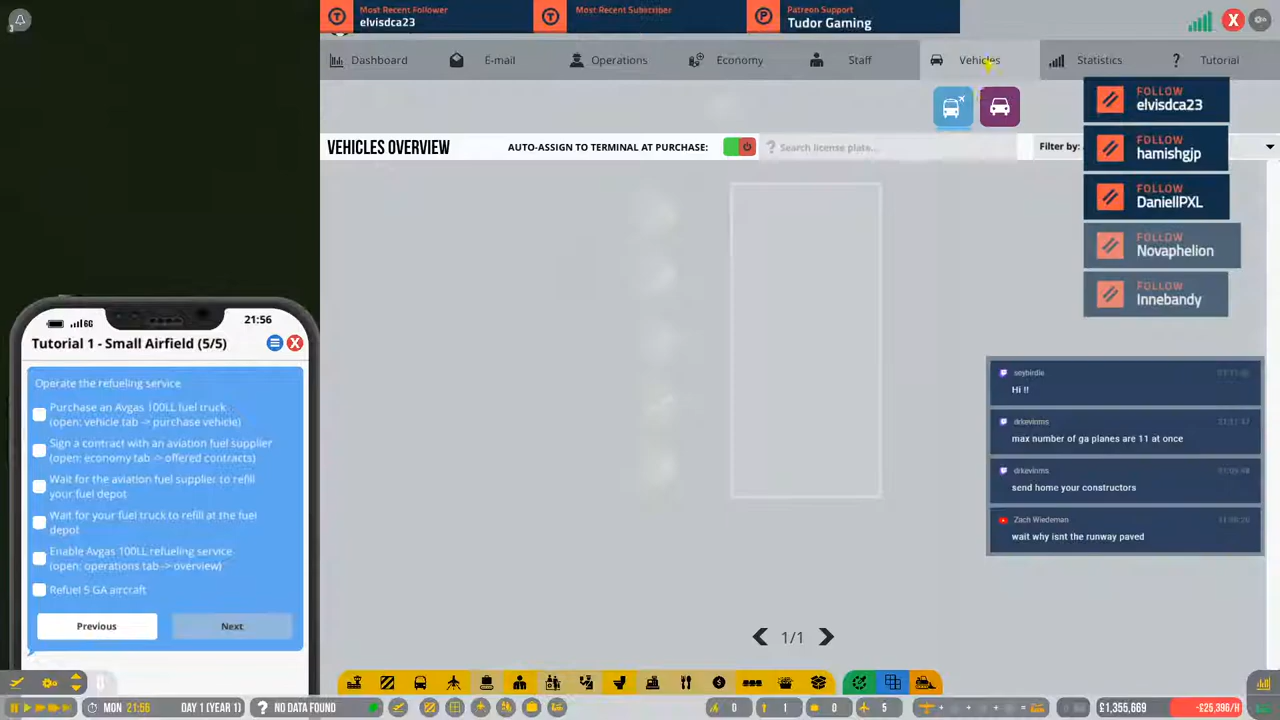 Most Recent Follower
elvisdca23
Most Recent Subscriber
Patreon Support
Tudor Gaming
Dashboard
E-mail
Operations
Economy
Staff
Vehicles
Statistics
Tutorial
VEHICLES OVERVIEW
AUTO-ASSIGN TO TERMINAL AT PURCHASE:
Search license plate...
Filter by:
FOLLOW
elvisdca23
FOLLOW
hamishgjp
FOLLOW
DaniellPXL
FOLLOW
Novaphelion
FOLLOW
Innebandy
6G
21:56
Tutorial 1 - Small Airfield (5/5)
Operate the refueling service
Purchase an Avgas 100LL fuel truck
(open: vehicle tab -> purchase vehicle)
Sign a contract with an aviation fuel supplier
(open: economy tab -> offered contracts)
Wait for the aviation fuel supplier to refill
your fuel depot
Wait for your fuel truck to refill at the fuel
depot
Enable Avgas 100LL refueling service
(open: operations tab -> overview)
Refuel 5 GA aircraft
Previous
Next
seybirdie
Hi !!
drkevinms
max number of ga planes are 11 at once
drkevinms
send home your constructors
Zach Wiedeman
wait why isnt the runway paved
1/1
MON 21:56
DAY 1 (YEAR 1)
NO DATA FOUND
0
1
0
5
£1,355,669
-£25,396/H